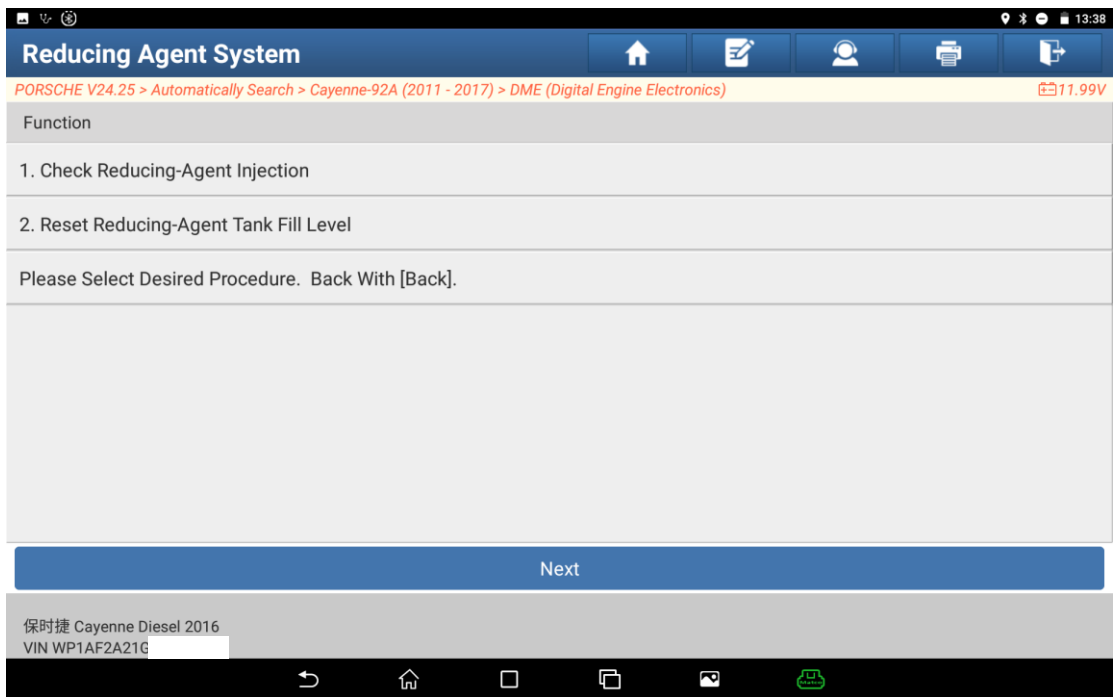 13:38
Reducing Agent System
PORSCHE V24.25 > Automatically Search > Cayenne-92A (2011 - 2017) > DME (Digital Engine Electronics) 11.99V
Function
1. Check Reducing-Agent Injection
2. Reset Reducing-Agent Tank Fill Level
Please Select Desired Procedure.  Back With [Back].
Next
保时捷 Cayenne Diesel 2016
VIN WP1AF2A21G